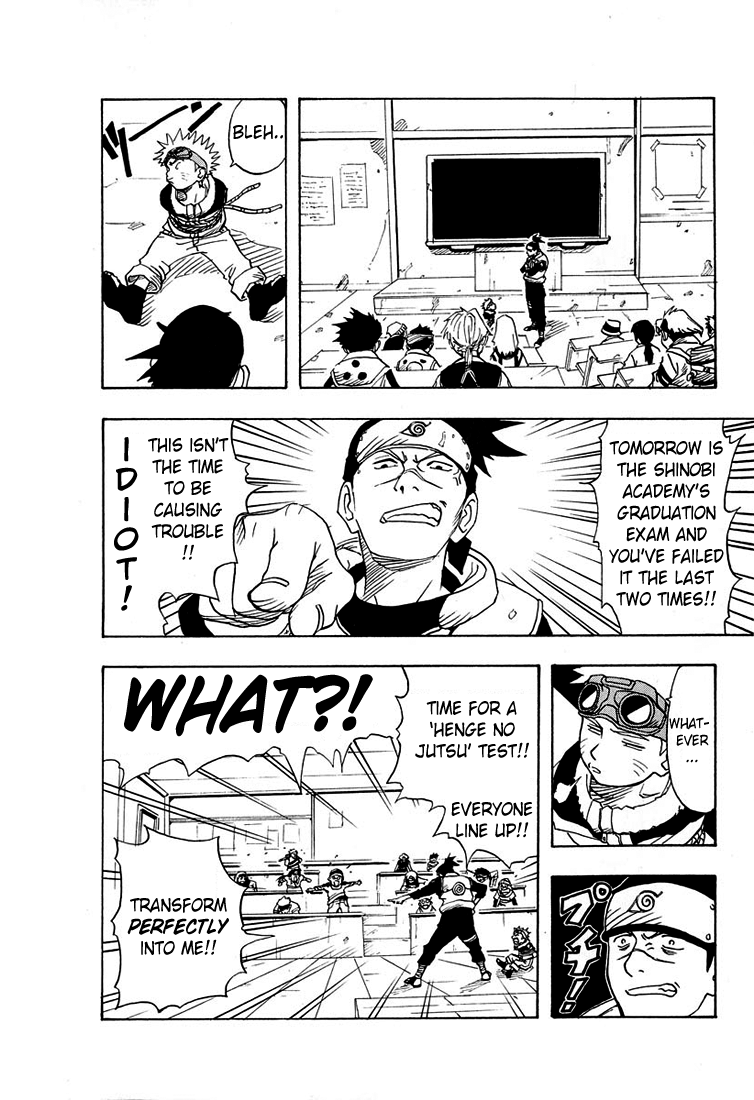 BLEH..
ドーン
TOMORROW IS
THE SHINOBI
ACADEMY'S
GRADUATION
EXAM AND
YOU'VE FAILED
IT THE LAST
TWO TIMES!!
THIS ISN'T
THE TIME
TO BE
CAUSING
TROUBLE
!!
IDIOT!
WHAT-
EVER
...
プチ!
TIME FOR A
'HENGE NO
JUTSU' TEST!!
EVERYONE
LINE UP!!
WHAT?!
TRANSFORM
PERFECTLY
INTO ME!!